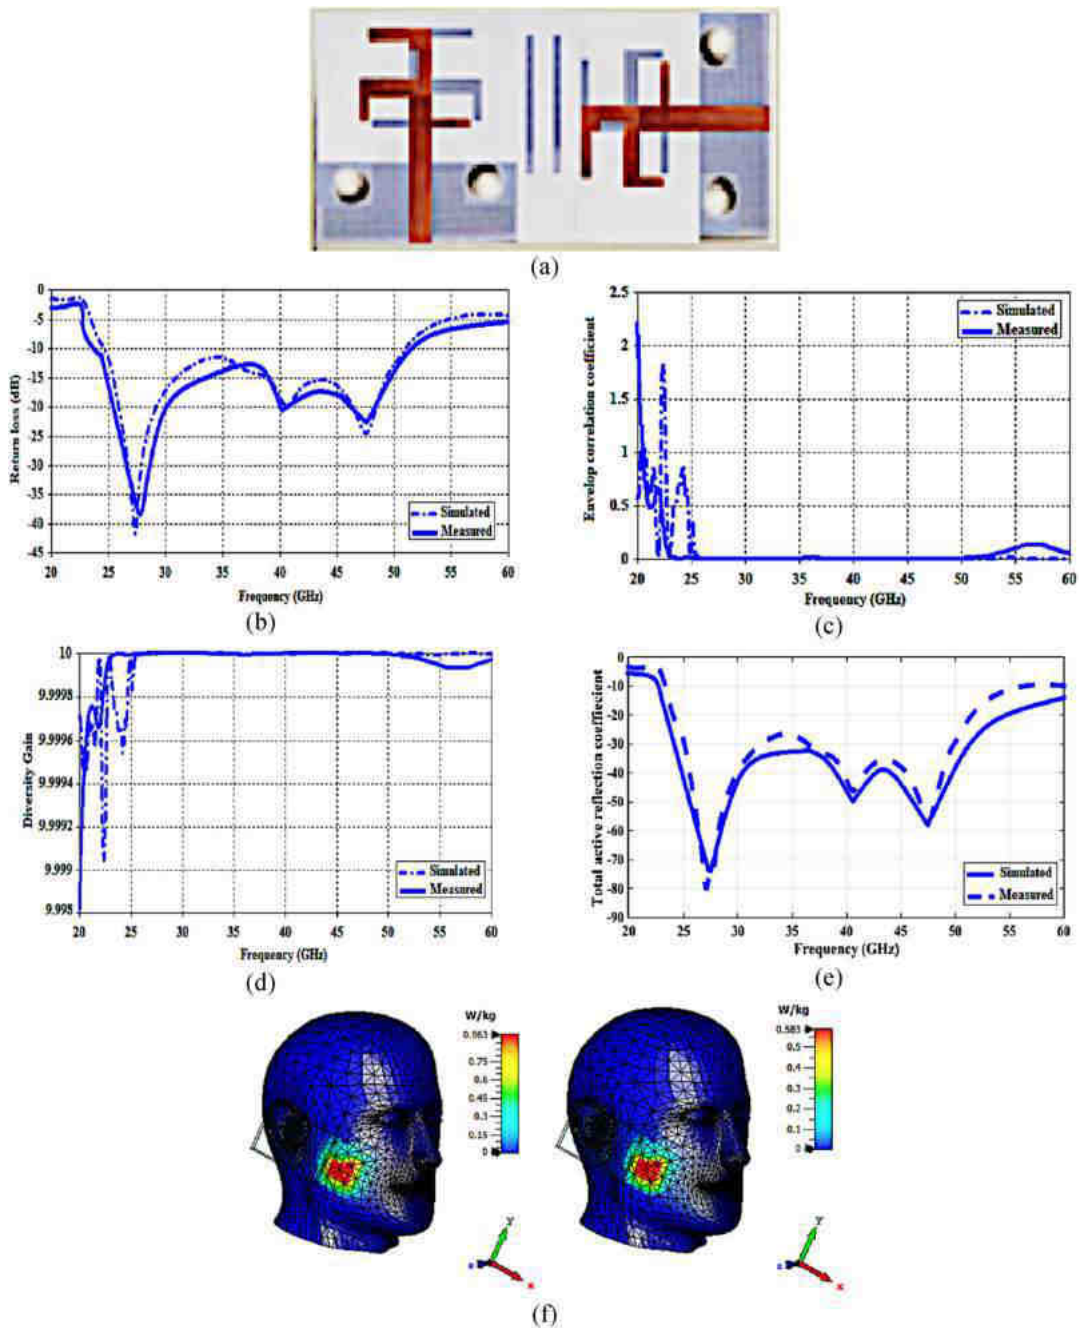 (a)
0
-5
-10
-15
-20
-25
-30
-35
-40
-45
Return loss (dB)
Simulated
Measured
20 25 30 35 40 45 50 55 60
Frequency (GHz)
(b)
2.5
2
1.5
1
0.5
0
Envelop correlation coefficient
Simulated
Measured
20 25 30 35 40 45 50 55 60
Frequency (GHz)
(c)
10
9.9998
9.9996
9.9994
9.9992
9.999
9.998
Diversity Gain
Simulated
Measured
20 25 30 35 40 45 50 55 60
Frequency (GHz)
(d)
0
-10
-20
-30
-40
-50
-60
-70
-80
-90
Total active reflection coeffiecient
Simulated
Measured
20 25 30 35 40 45 50 55 60
Frequency (GHz)
(e)
W/kg
0.75
0.6
0.45
0.3
0.15
0
Y
x
W/kg
0.583
0.5
0.4
0.3
0.2
0.1
0
Y
x
(f)